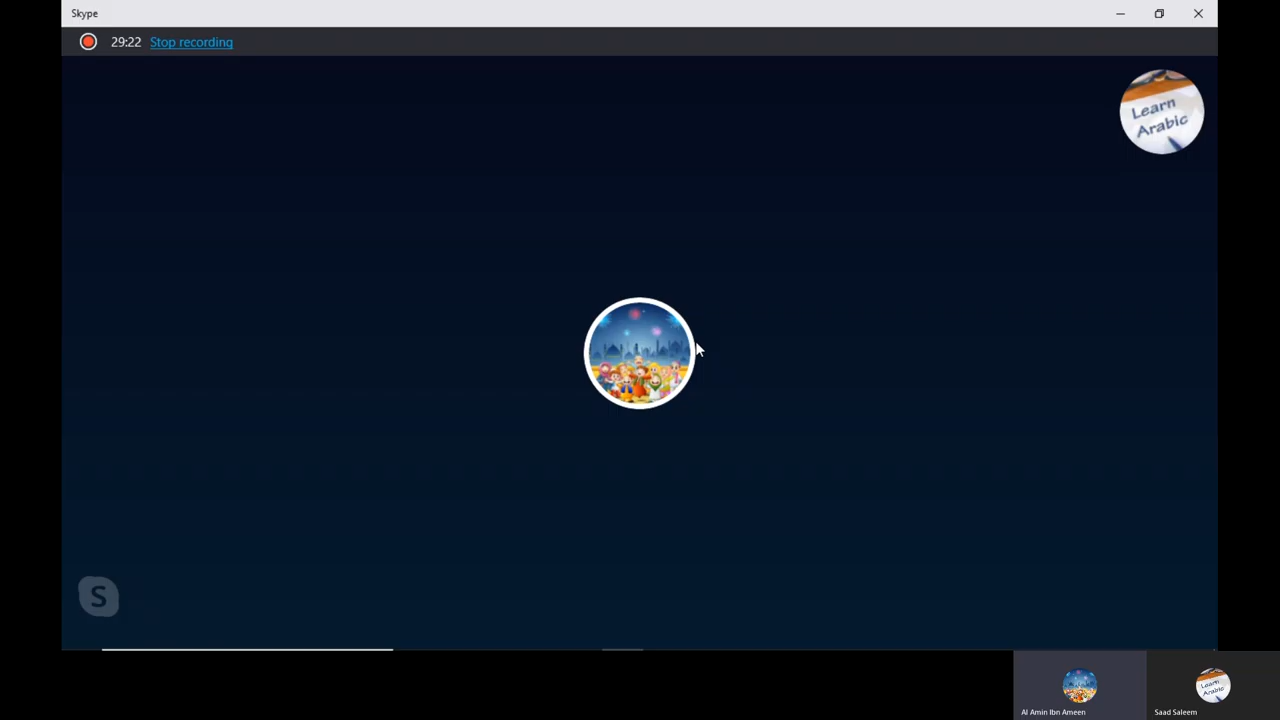 Skype
29:22 Stop recording
Learn
Arabic
S
Learn
Arabic
Al Amin Ibn Ameen
Saad Saleem